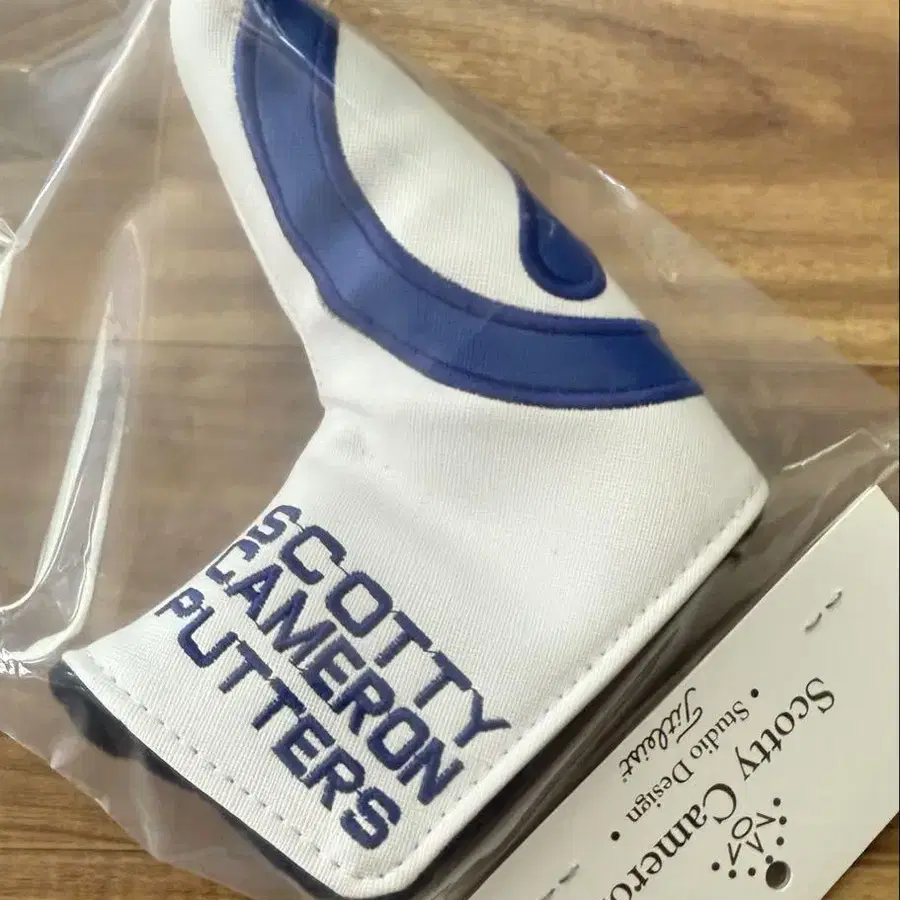 SCOTTY
CAMERON
PUTTERS
Scotty Cameron
• Studio Design •
Titleist